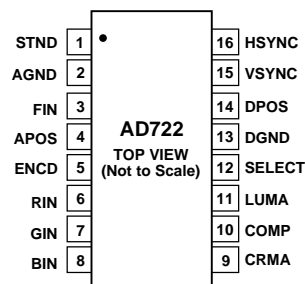 STND 1 16 HSYNC
AGND 2 15 VSYNC
FIN 3 14 DPOS
APOS 4 AD722 13 DGND
ENCD 5 TOP VIEW 12 SELECT
(Not to Scale)
RIN 6 11 LUMA
GIN 7 10 COMP
BIN 8 9 CRMA